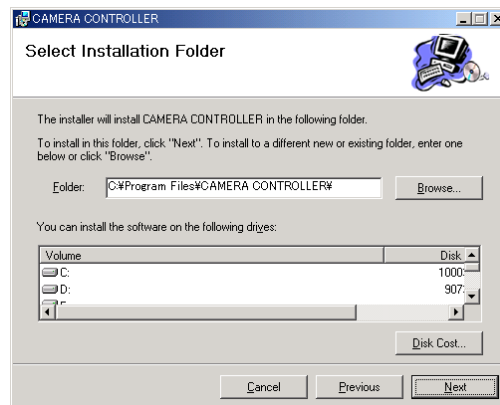 CAMERA CONTROLLER
Select Installation Folder
The installer will install CAMERA CONTROLLER in the following folder.
To install in this folder, click "Next". To install to a different new or existing folder, enter one
below or click "Browse".
Folder: C:¥Program Files¥CAMERA CONTROLLER¥ Browse...
You can install the software on the following drives:
Volume Disk
C: 1000
D: 907
Disk Cost...
Cancel Previous Next